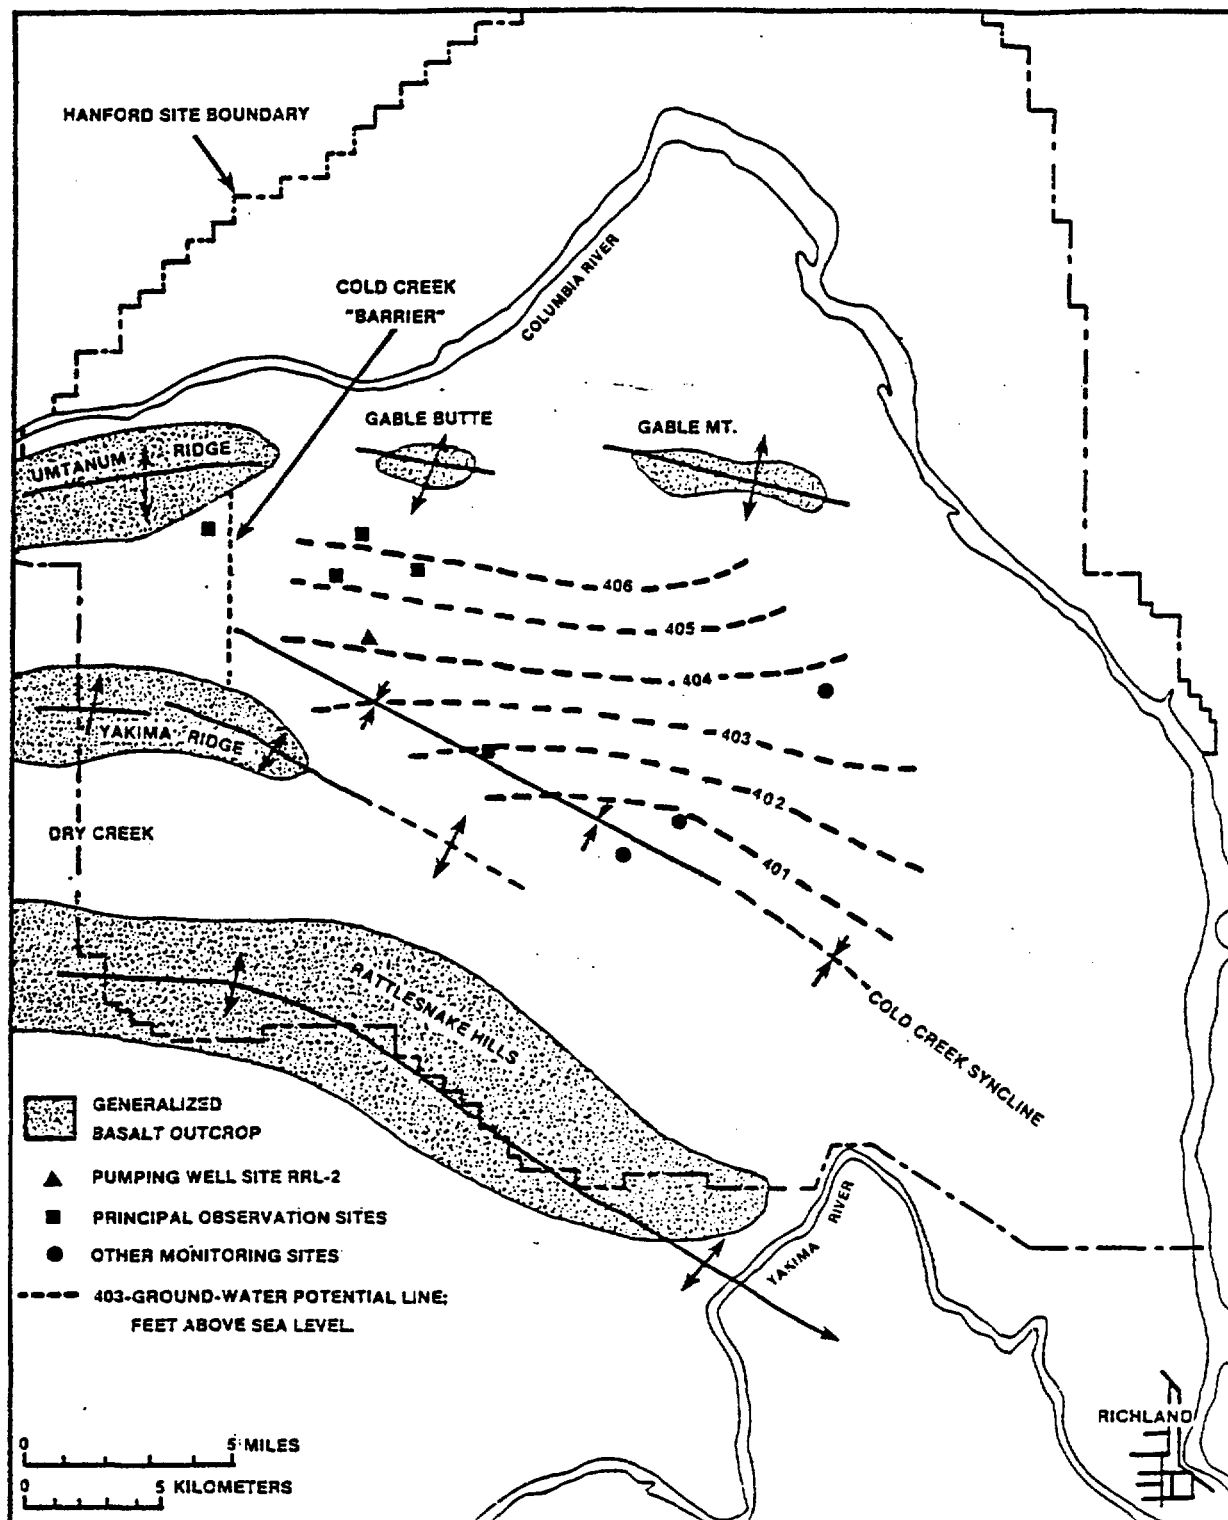 HANFORD SITE BOUNDARY
COLD CREEK
"BARRIER"
COLUMBIA RIVER
GABLE BUTTE
GABLE MT.
UMTANUM RIDGE
406
405
404
403
402
401
YAKIMA RIDGE
DRY CREEK
RATTLESNAKE HILLS
COLD CREEK SYNCLINE
GENERALIZED
BASALT OUTCROP
PUMPING WELL SITE RRL-2
PRINCIPAL OBSERVATION SITES
OTHER MONITORING SITES
403-GROUND-WATER POTENTIAL LINE;
FEET ABOVE SEA LEVEL
YAKIMA RIVER
RICHLAND
0 5 MILES
0 5 KILOMETERS